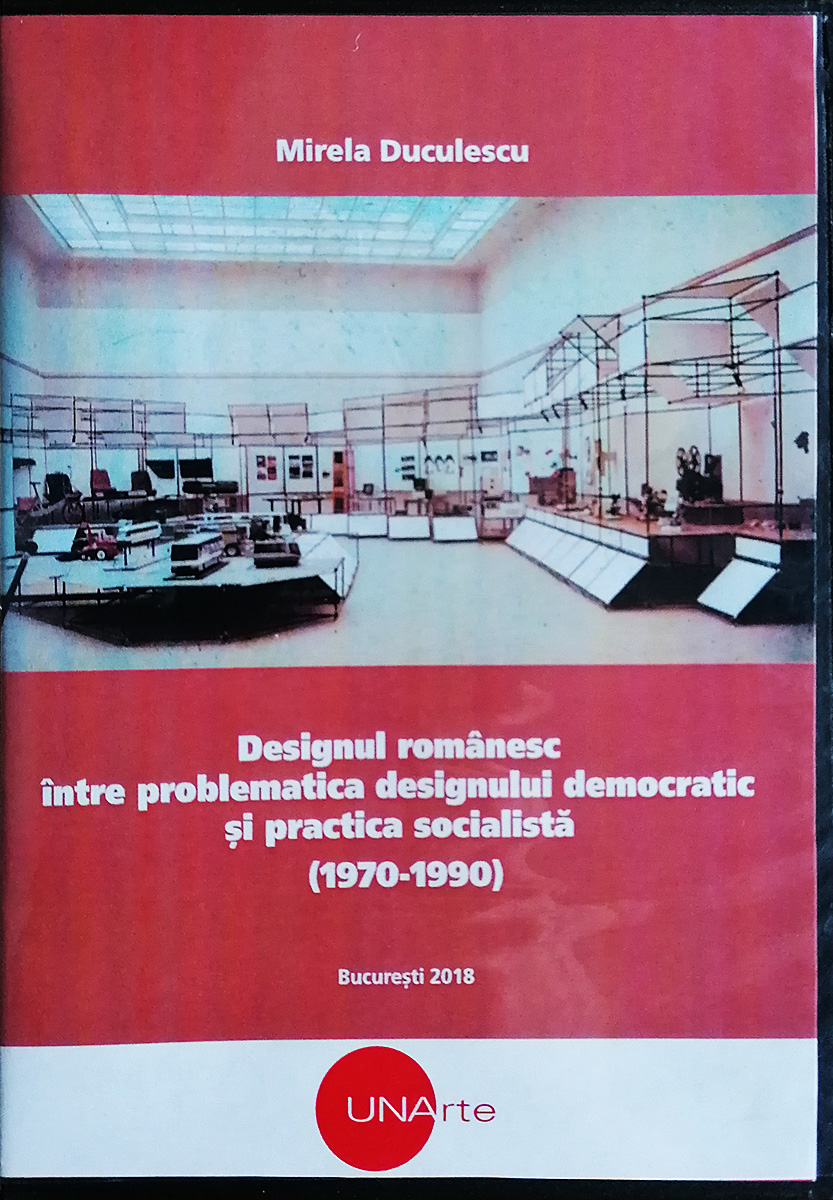 Mirela Duculescu
Designul românesc
între problematica designului democratic
și practica socialistă
(1970-1990)
București 2018
UNArte